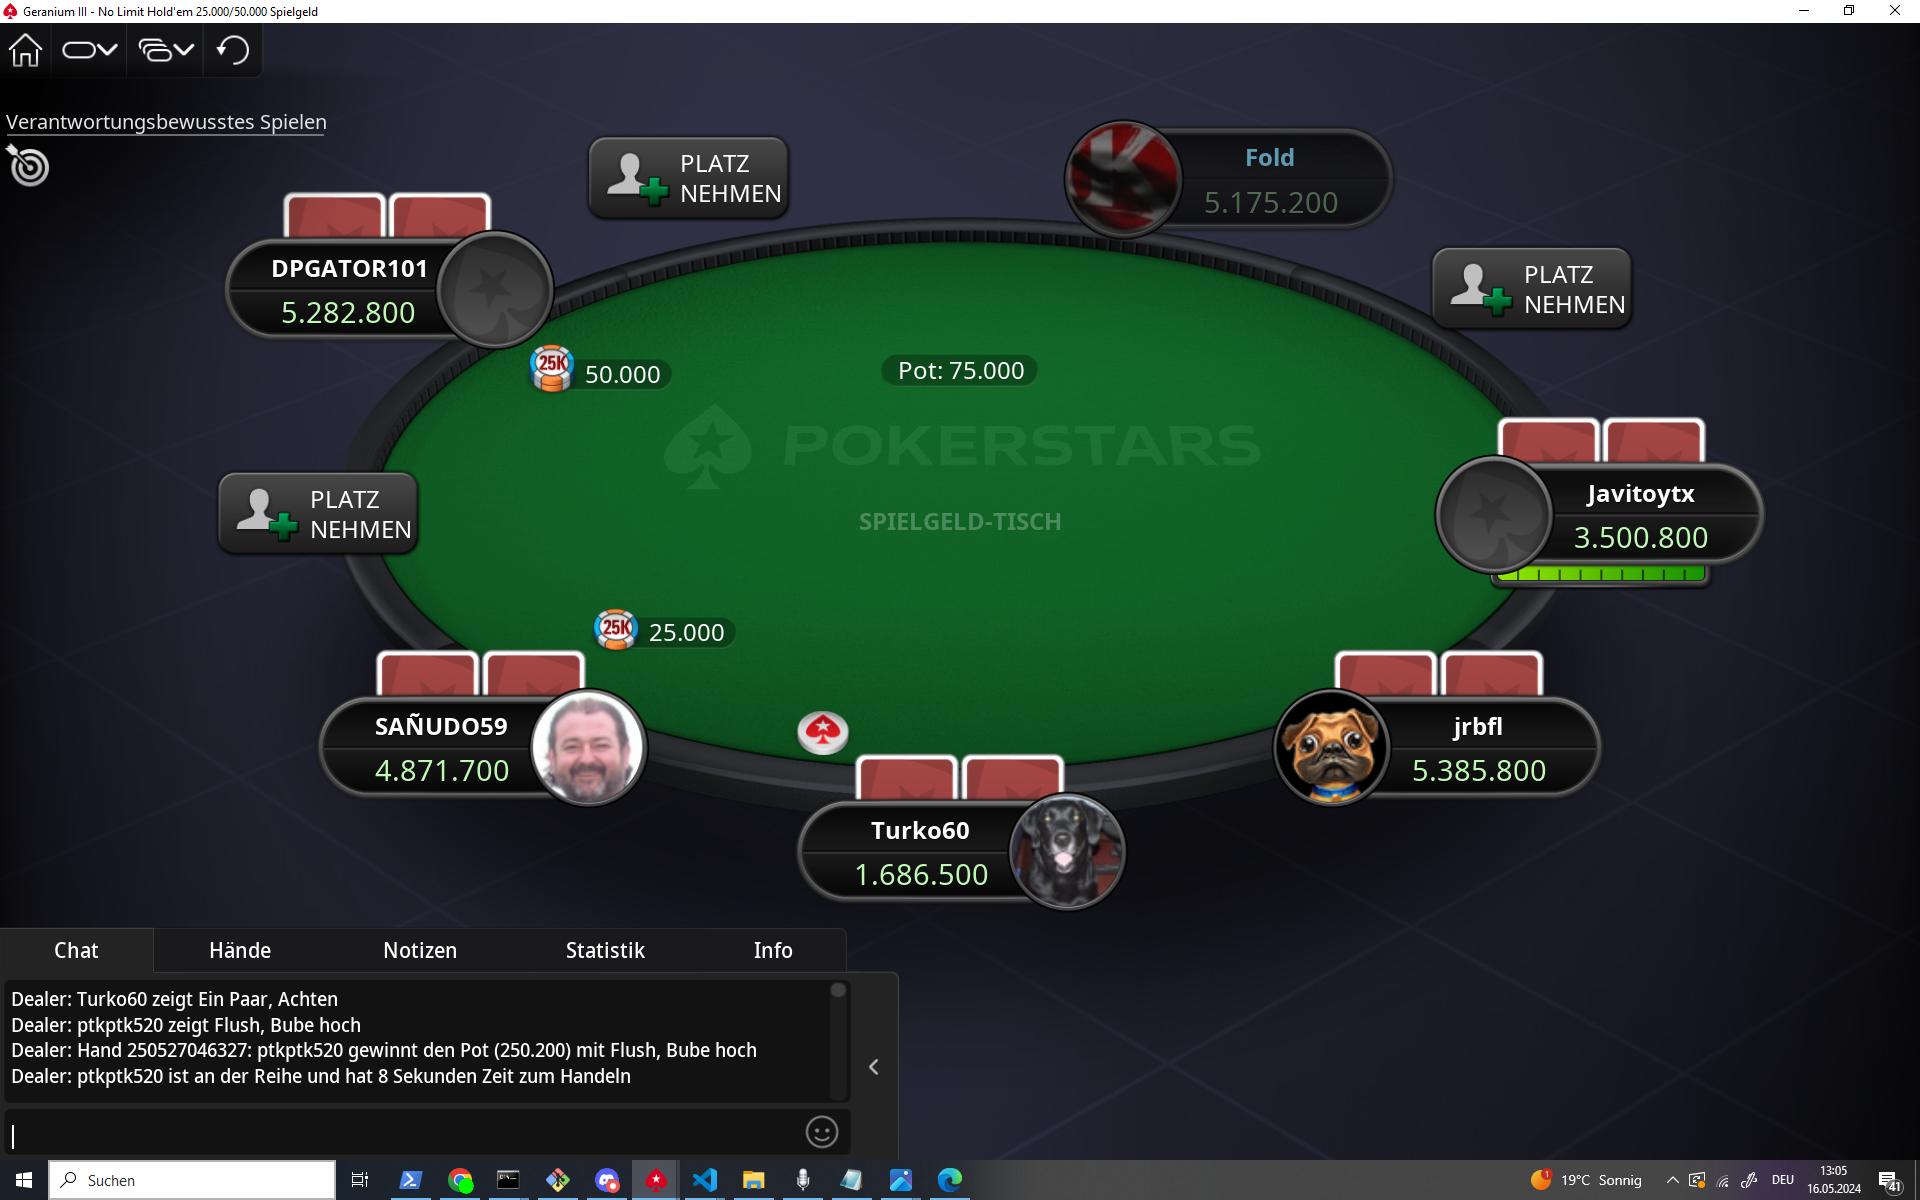 Geranium III - No Limit Hold'em 25.000/50.000 Spielgeld
Verantwortungsbewusstes Spielen
PLATZ
NEHMEN
Fold
5.175.200
DPGATOR101
5.282.800
PLATZ
NEHMEN
25K
50.000
Pot: 75.000
POKERSTARS
SPIELGELD-TISCH
Javitoytx
3.500.800
PLATZ
NEHMEN
25K
25.000
SAÑUDO59
4.871.700
jrbfl
5.385.800
Turko60
1.686.500
Chat
Hände
Notizen
Statistik
Info
Dealer: Turko60 zeigt Ein Paar, Achten
Dealer: ptkptk520 zeigt Flush, Bube hoch
Dealer: Hand 250527046327: ptkptk520 gewinnt den Pot (250.200) mit Flush, Bube hoch
Dealer: ptkptk520 ist an der Reihe und hat 8 Sekunden Zeit zum Handeln
Suchen
1
19°C Sonnig
DEU
13:05
16.05.2024
41